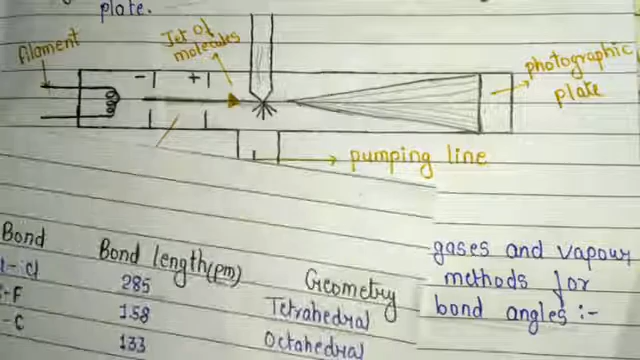 plate.
filament
Jet of
molecules
photographic
plate
- +
pumping line
Bond Bond length(pm) Geometry
285 Tetrahedral
-F 158 Octahedral
-C 133
gases and vapour
methods for
bond angles :-